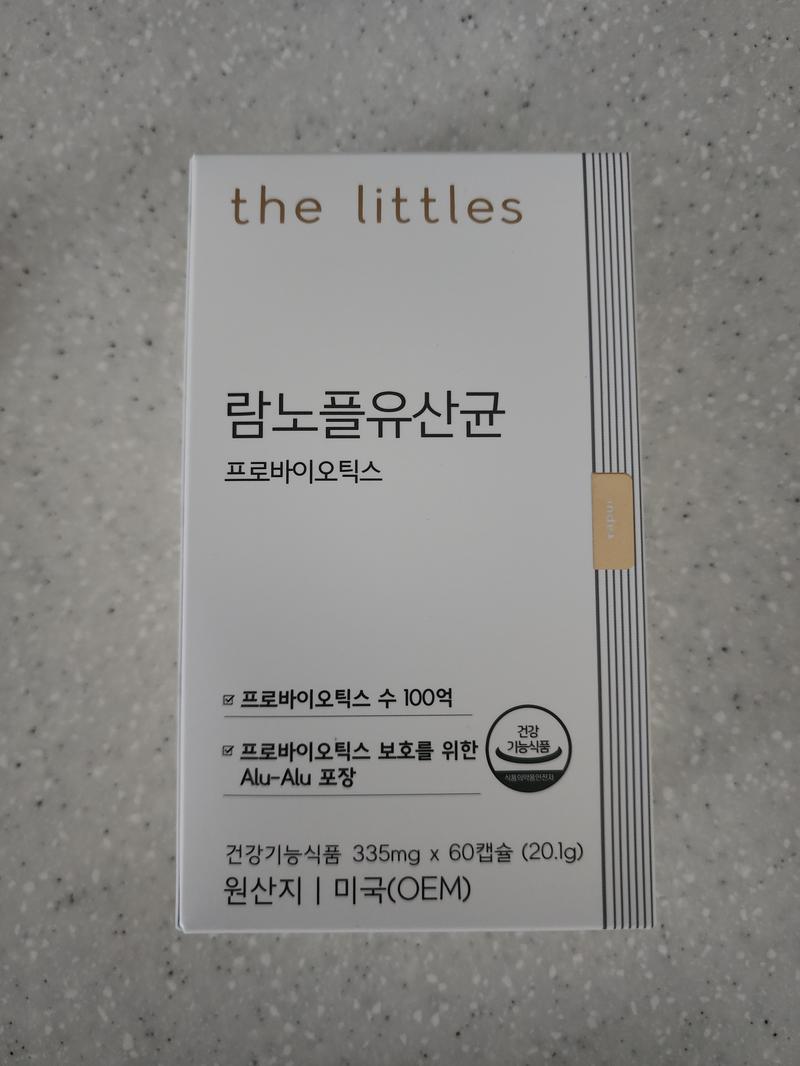 the littles
람노플유산균
프로바이오틱스
프로바이오틱스 수 100억
프로바이오틱스 보호를 위한
Alu-Alu 포장
건강
기능식품
식품의약품안전처
건강기능식품 335mg x 60캡슐 (20.1g)
원산지 | 미국(OEM)